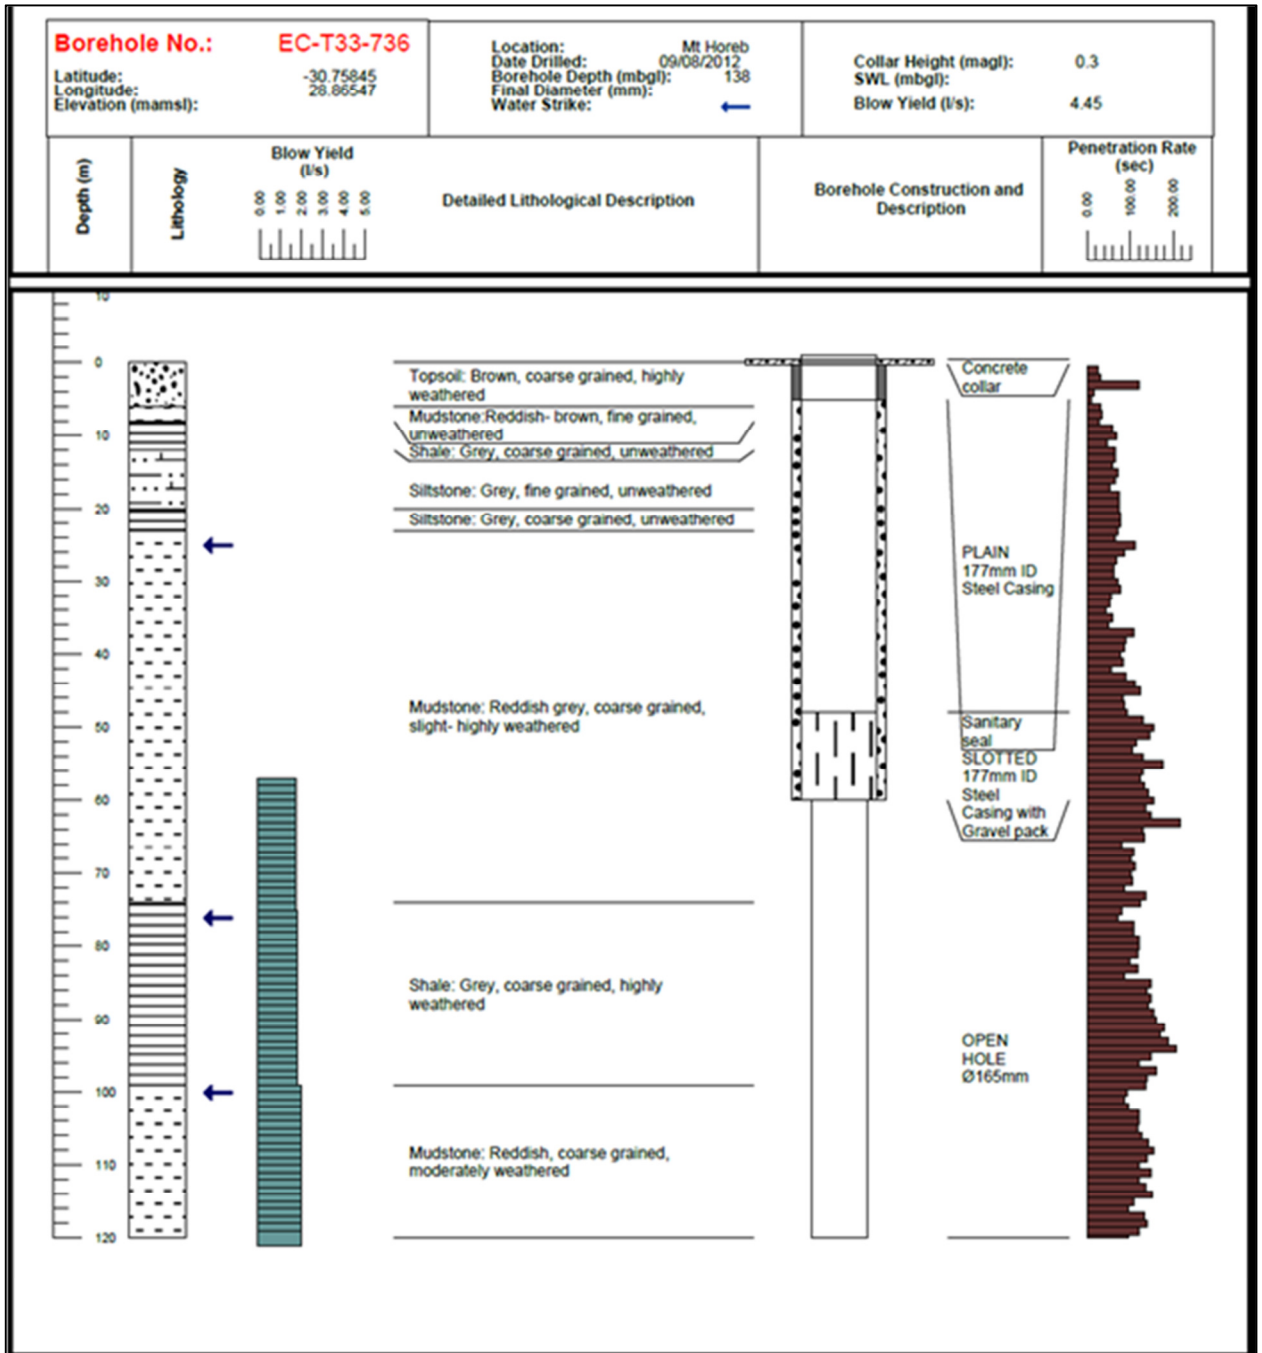 Borehole No.: EC-T33-736
Latitude: -30.75845
Longitude: 28.86547
Elevation (mamsl):
Location: Mt Horeb
Date Drilled: 09/08/2012
Borehole Depth (mbgl): 138
Final Diameter (mm):
Water Strike:
Collar Height (magl): 0.3
SWL (mbgl):
Blow Yield (l/s): 4.45
Depth (m)
Lithology
Blow Yield
(l/s)
0.00 1.00 2.00 3.00 4.00 5.00
Detailed Lithological Description
Borehole Construction and
Description
Penetration Rate
(sec)
0.00 100.00 200.00
10
0
10
20
30
40
50
60
70
80
90
100
110
120
Topsoil: Brown, coarse grained, highly
weathered
Mudstone:Reddish- brown, fine grained,
unweathered
Shale: Grey, coarse grained, unweathered
Siltstone: Grey, fine grained, unweathered
Siltstone: Grey, coarse grained, unweathered
Mudstone: Reddish grey, coarse grained,
slight- highly weathered
Shale: Grey, coarse grained, highly
weathered
Mudstone: Reddish, coarse grained,
moderately weathered
Concrete
collar
PLAIN
177mm ID
Steel Casing
Sanitary
seal
SLOTTED
177mm ID
Steel
Casing with
Gravel pack
OPEN
HOLE
Ø165mm